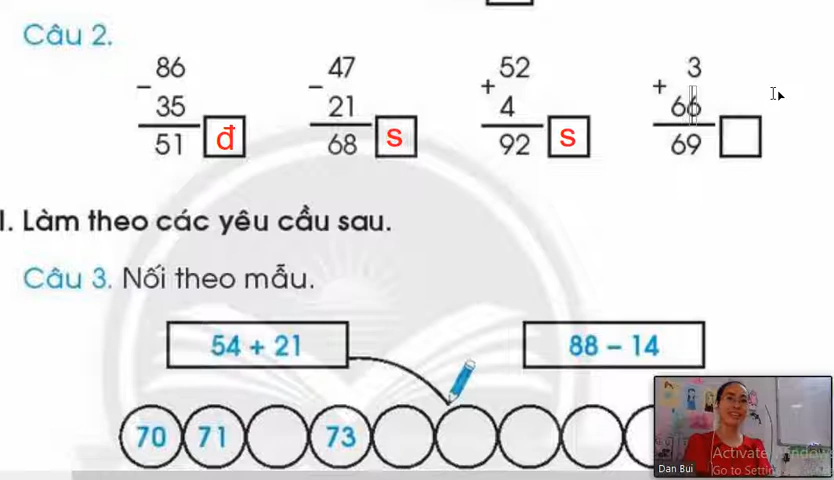 Câu 2.
86 47 52 3
- - + +
35 21 4 66
51 đ 68 s 92 s 69
I. Làm theo các yêu cầu sau.
Câu 3. Nối theo mẫu.
54 + 21 88 – 14
70 71 73
Activate Windows
Dan Bui Go to Settin